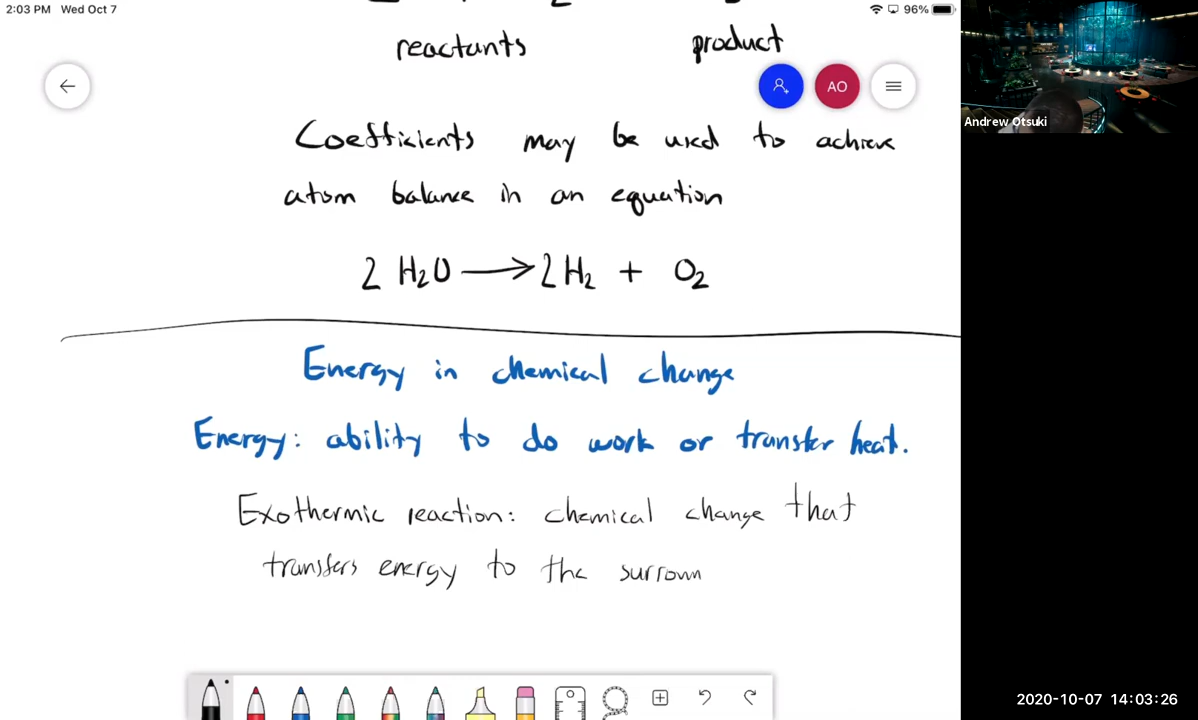 2:03 PM Wed Oct 7
96%
reactants product
AO
Andrew Otsuki
Coefficients may be used to achieve
atom balance in an equation
2 H₂O ⟶ 2H₂ + O₂
Energy in chemical change
Energy: ability to do work or transfer heat.
Exothermic reaction: chemical change that
transfers energy to the surroun
2020-10-07 14:03:26